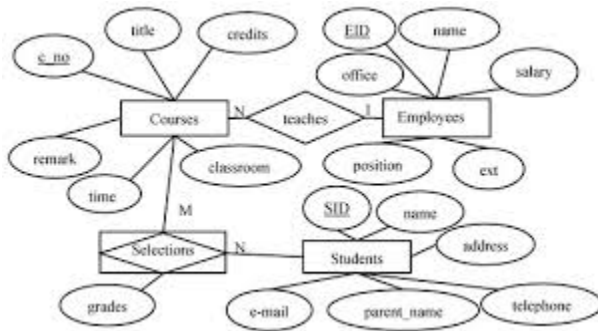 title
credits
EID
name
c_no
office
salary
Courses
N
teaches
1
Employees
remark
time
classroom
position
ext
M
SID
name
address
Selections
N
Students
grades
e-mail
parent_name
telephone